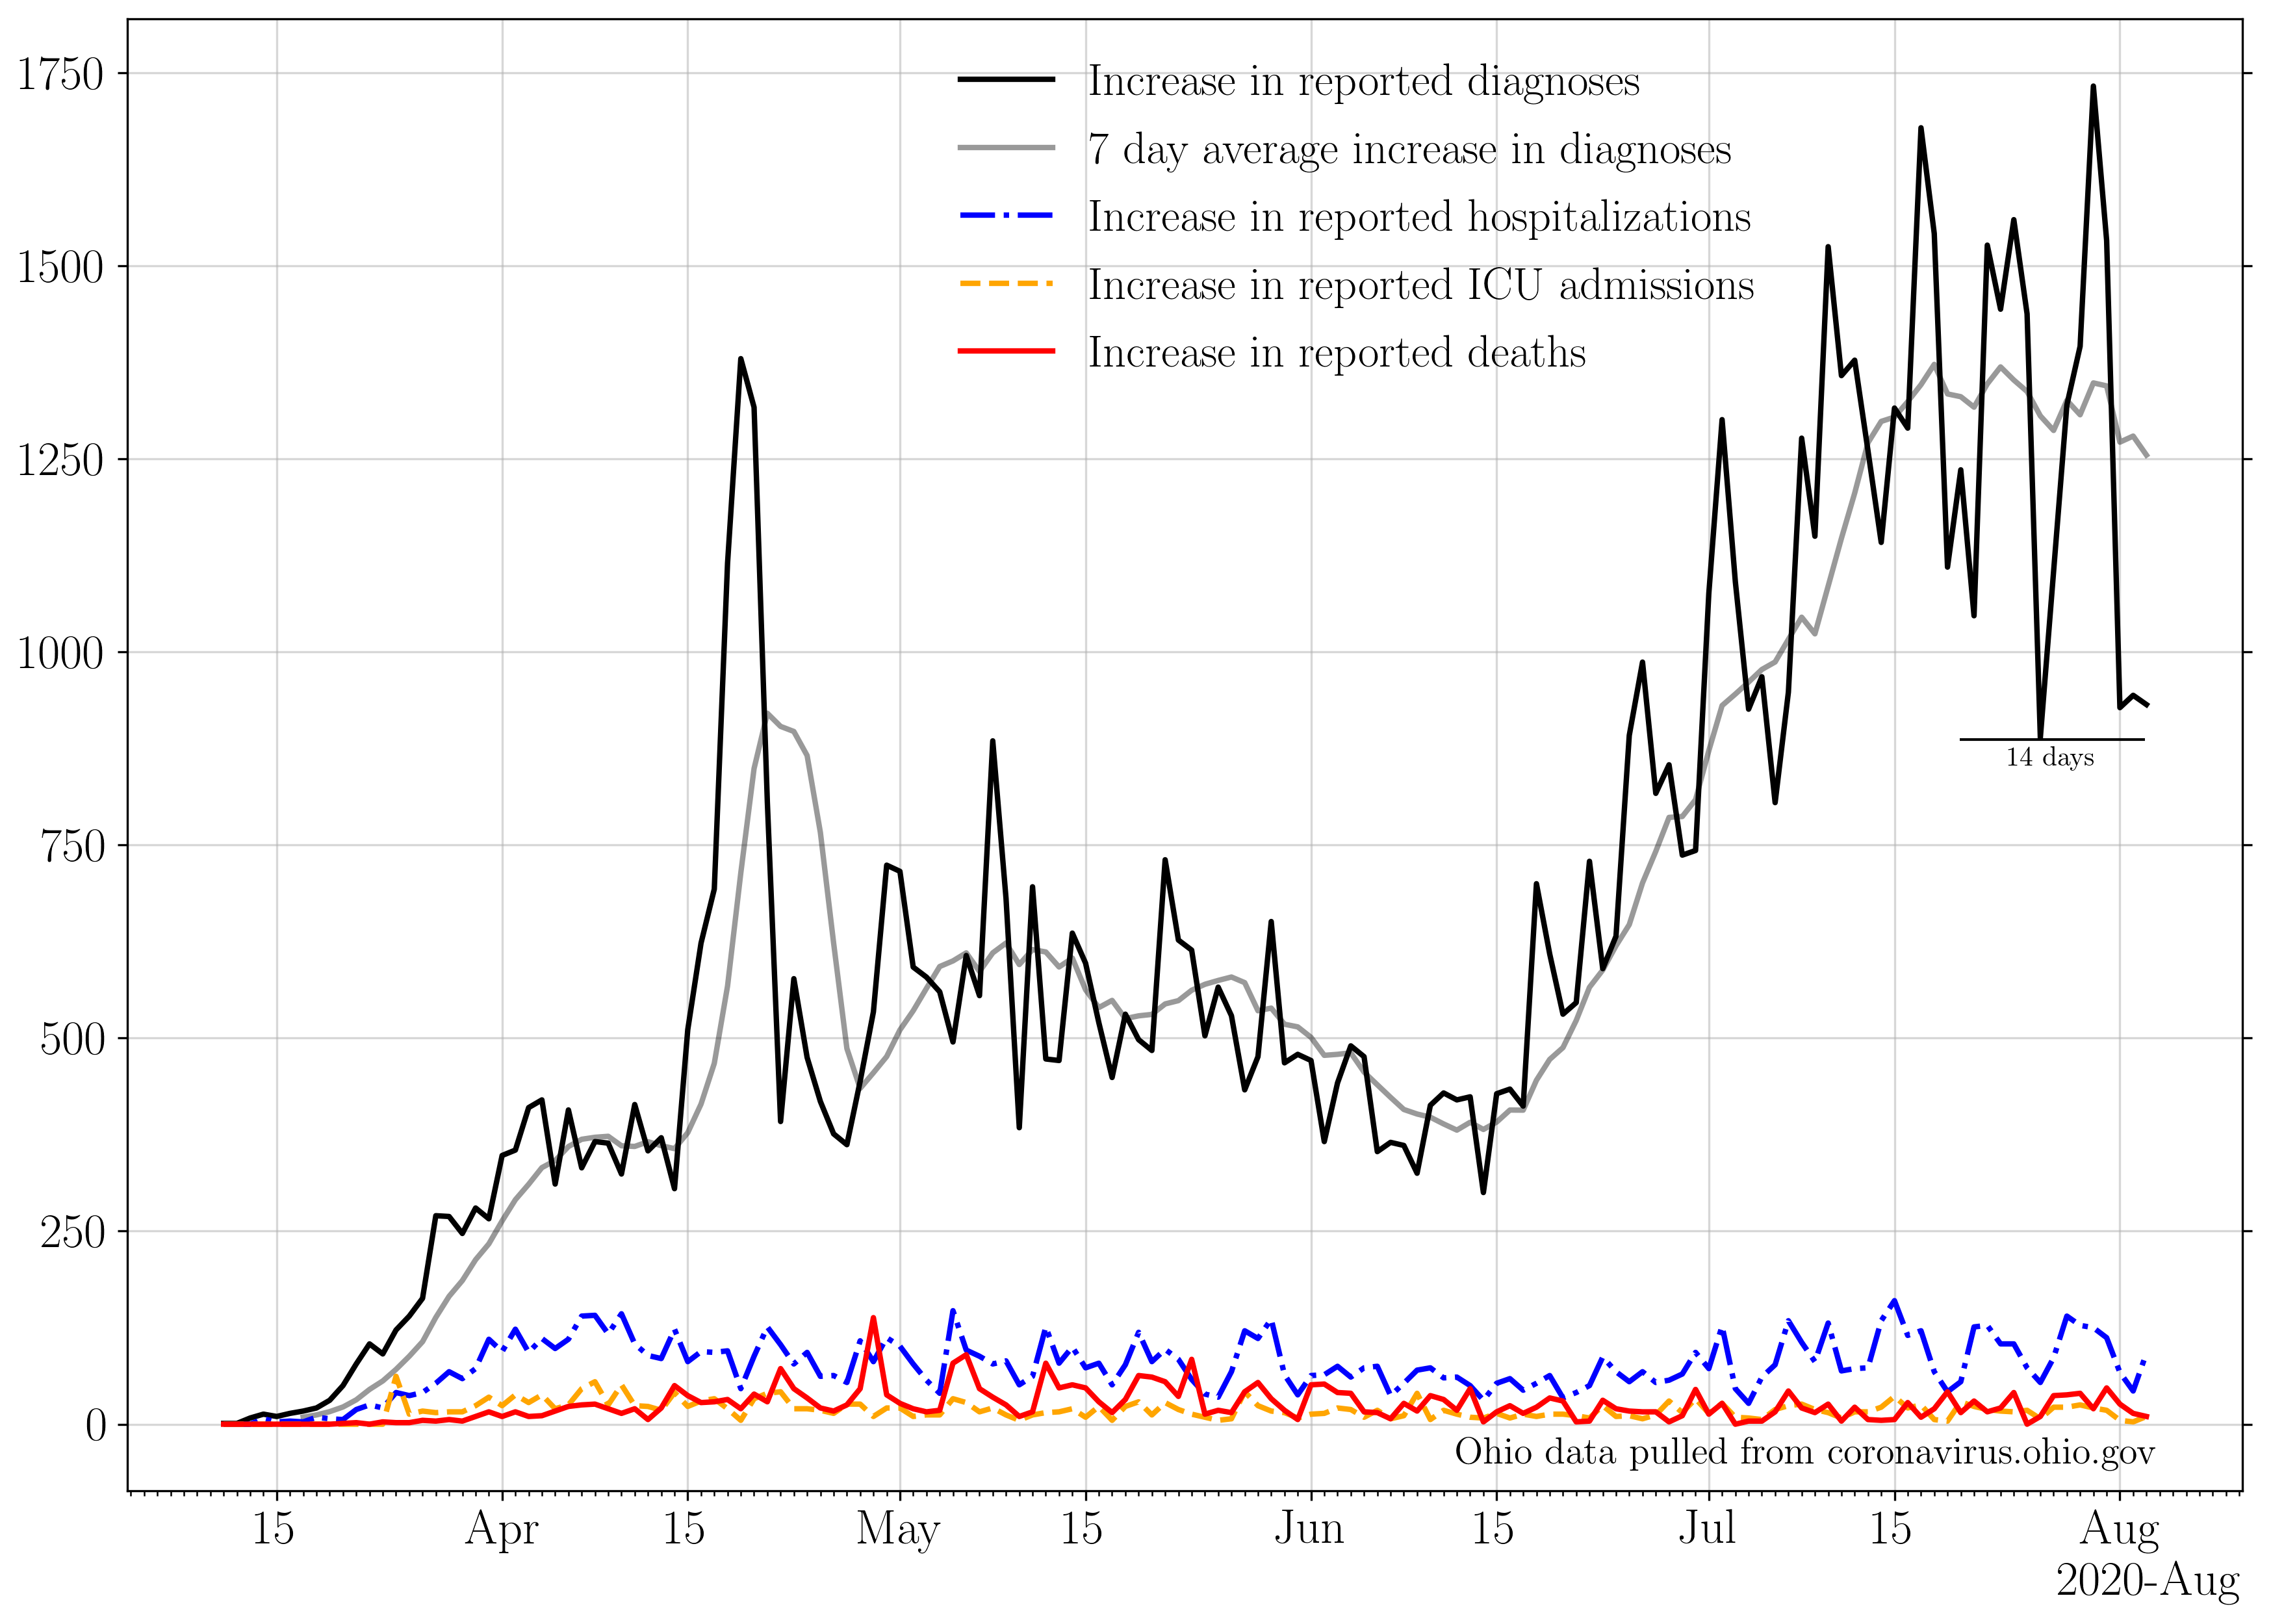 1750
1500
1250
1000
750
500
250
0
Increase in reported diagnoses
7 day average increase in diagnoses
Increase in reported hospitalizations
Increase in reported ICU admissions
Increase in reported deaths
14 days
Ohio data pulled from coronavirus.ohio.gov
15 Apr 15 May 15 Jun 15 Jul 15 Aug
2020-Aug